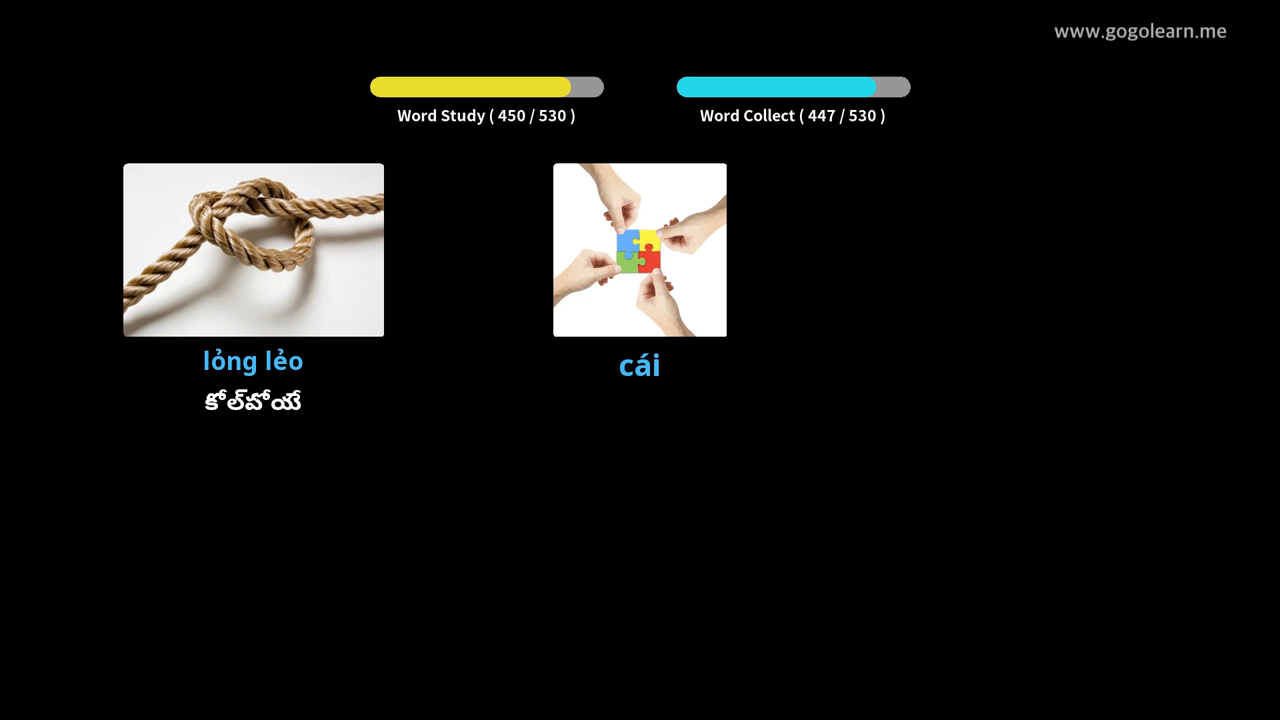 www.gogolearn.me
Word Study ( 450 / 530 )
Word Collect ( 447 / 530 )
lỏng lẻo
కోల్పోయే
cái